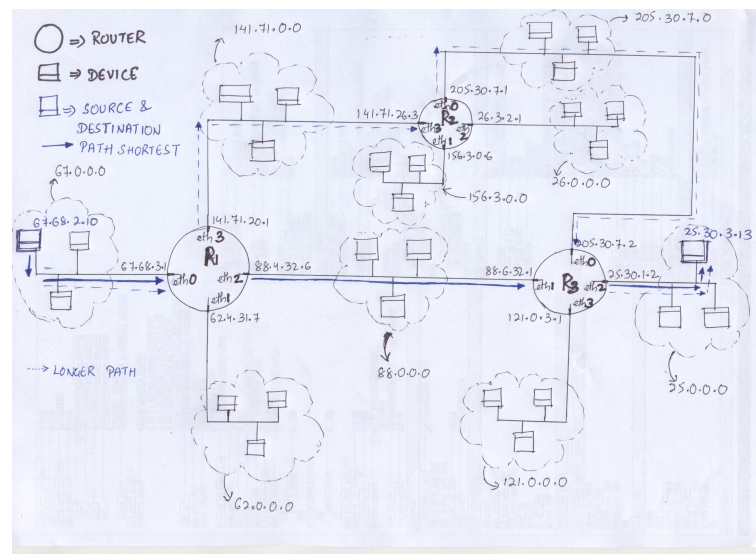 => ROUTER
=> DEVICE
=> SOURCE &
DESTINATION
PATH SHORTEST
67.0.0.0
141.71.0.0
205.30.7.0
205.30.7.1
141.71.26.3
eth0
R2
eth3
eth2
eth1
26.3.2.1
156.3.0.6
156.3.0.0
26.0.0.0
67.68.2.10
141.71.20.1
67.68.3.1
eth3
R1
eth0
eth2
eth1
88.4.32.6
62.4.31.7
88.6.32.1
205.30.7.2
eth0
R3
eth1
eth2
eth3
25.30.1.2
25.30.3.13
121.0.3.1
LONGER PATH
88.0.0.0
25.0.0.0
62.0.0.0
121.0.0.0